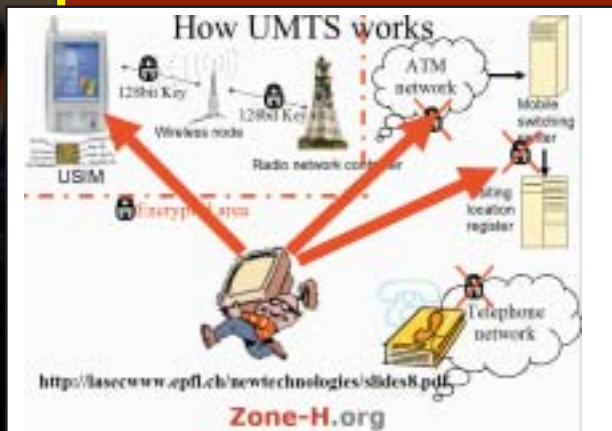 How UMTS works
128bit Key
Wireless node
128bit Key
Radio network controller
USIM
ATM
network
Mobile
switching
center
location
register
Encrypted area
Telephone
network
http://lasecwww.epfl.ch/newtechnologies/slides8.pdf
Zone-H.org